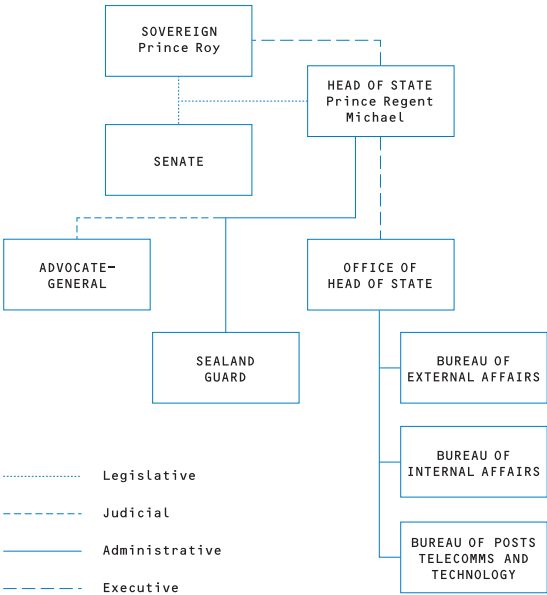 SOVEREIGN
Prince Roy
HEAD OF STATE
Prince Regent
Michael
SENATE
ADVOCATE-
GENERAL
OFFICE OF
HEAD OF STATE
SEALAND
GUARD
BUREAU OF
EXTERNAL AFFAIRS
BUREAU OF
INTERNAL AFFAIRS
BUREAU OF POSTS
TELECOMMS AND
TECHNOLOGY
Legislative
Judicial
Administrative
Executive